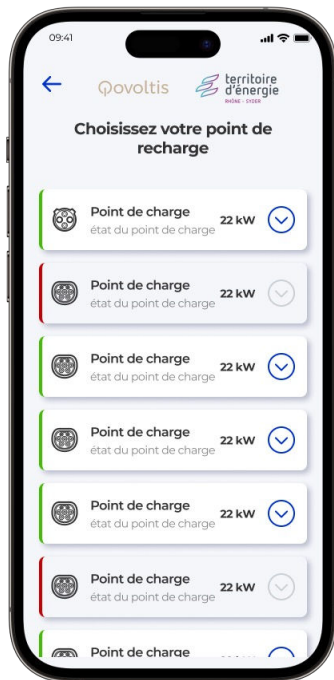 09:41
Qovoltis
territoire
d'énergie
RHÔNE - SYDER
Choisissez votre point de
recharge
Point de charge
état du point de charge
22 kW
Point de charge
état du point de charge
22 kW
Point de charge
état du point de charge
22 kW
Point de charge
état du point de charge
22 kW
Point de charge
état du point de charge
22 kW
Point de charge
état du point de charge
22 kW
Point de charge